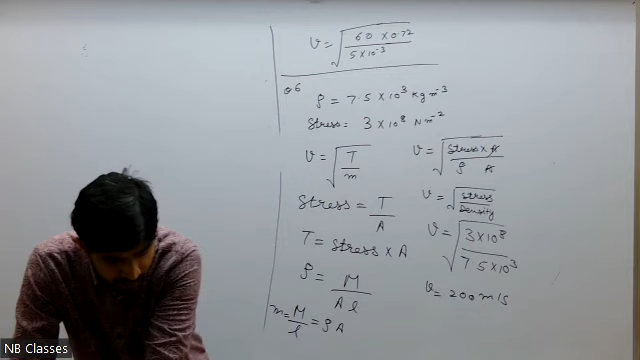 V = √(60 × 0.72 / 5 × 10⁻³)
Q6
ρ = 7.5 × 10³ Kg m⁻³
Stress = 3 × 10⁸ N m⁻²
V = √(T / m)
Stress = T / A
T = Stress × A
ρ = M / A l
m = M / l = ρ A
V = √(Stress × A / ρ A)
V = √(Stress / Density)
V = √(3 × 10⁸ / 7.5 × 10³)
V = 200 m/s
NB Classes